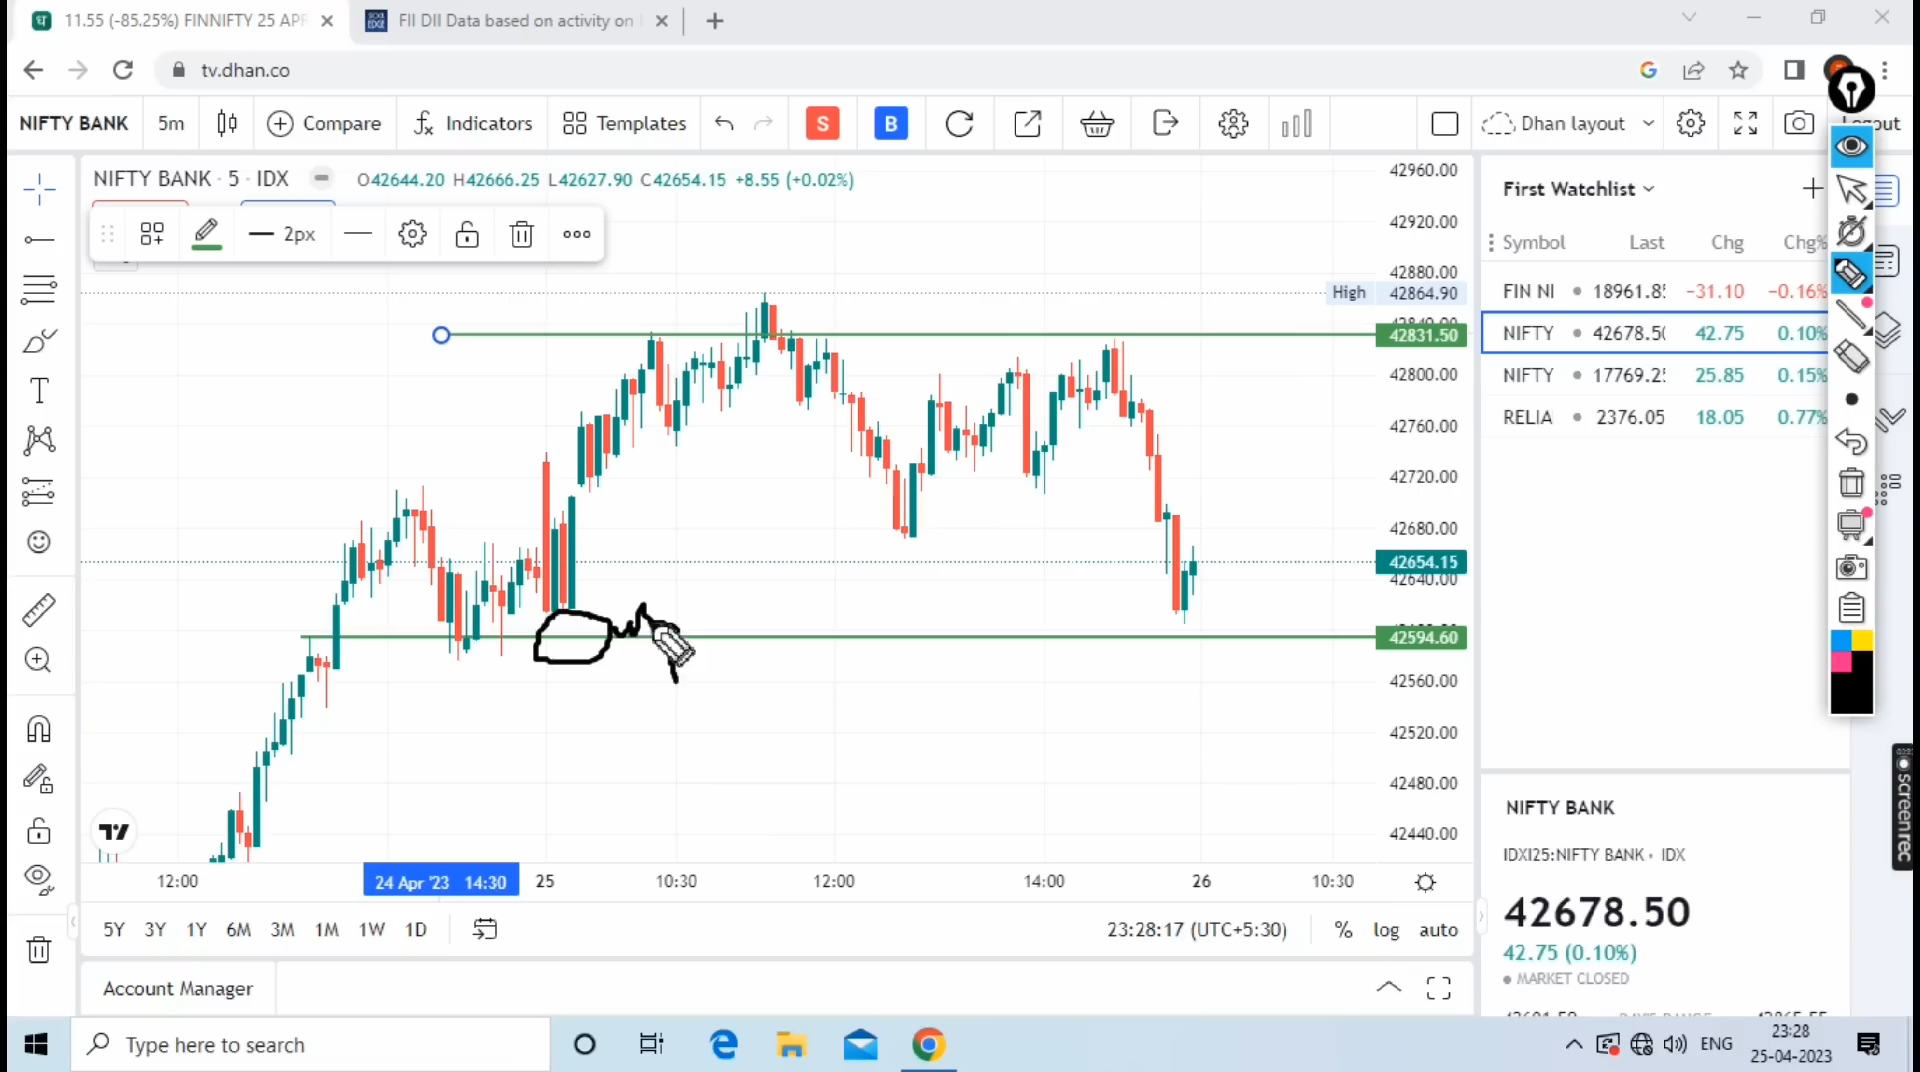 11.55 (-85.25%) FINNIFTY 25 APR
FII DII Data based on activity on
tv.dhan.co
NIFTY BANK 5m Compare Indicators Templates S B Dhan layout
NIFTY BANK · 5 · IDX O42644.20 H42666.25 L42627.90 C42654.15 +8.55 (+0.02%)
2px
42960.00
42920.00
42880.00
High 42864.90
42831.50
42800.00
42760.00
42720.00
42680.00
42654.15
42640.00
42594.60
42560.00
42520.00
42480.00
42440.00
12:00 24 Apr '23 14:30 25 10:30 12:00 14:00 26 10:30
5Y 3Y 1Y 6M 3M 1M 1W 1D
23:28:17 (UTC+5:30) % log auto
Account Manager
First Watchlist
Symbol Last Chg Chg%
FIN NI 18961.8 -31.10 -0.16%
NIFTY 42678.50 42.75 0.10%
NIFTY 17769.2 25.85 0.15%
RELIA 2376.05 18.05 0.77%
NIFTY BANK
IDXI25:NIFTY BANK · IDX
42678.50
42.75 (0.10%)
MARKET CLOSED
Screenrec
Type here to search
ENG
23:28
25-04-2023